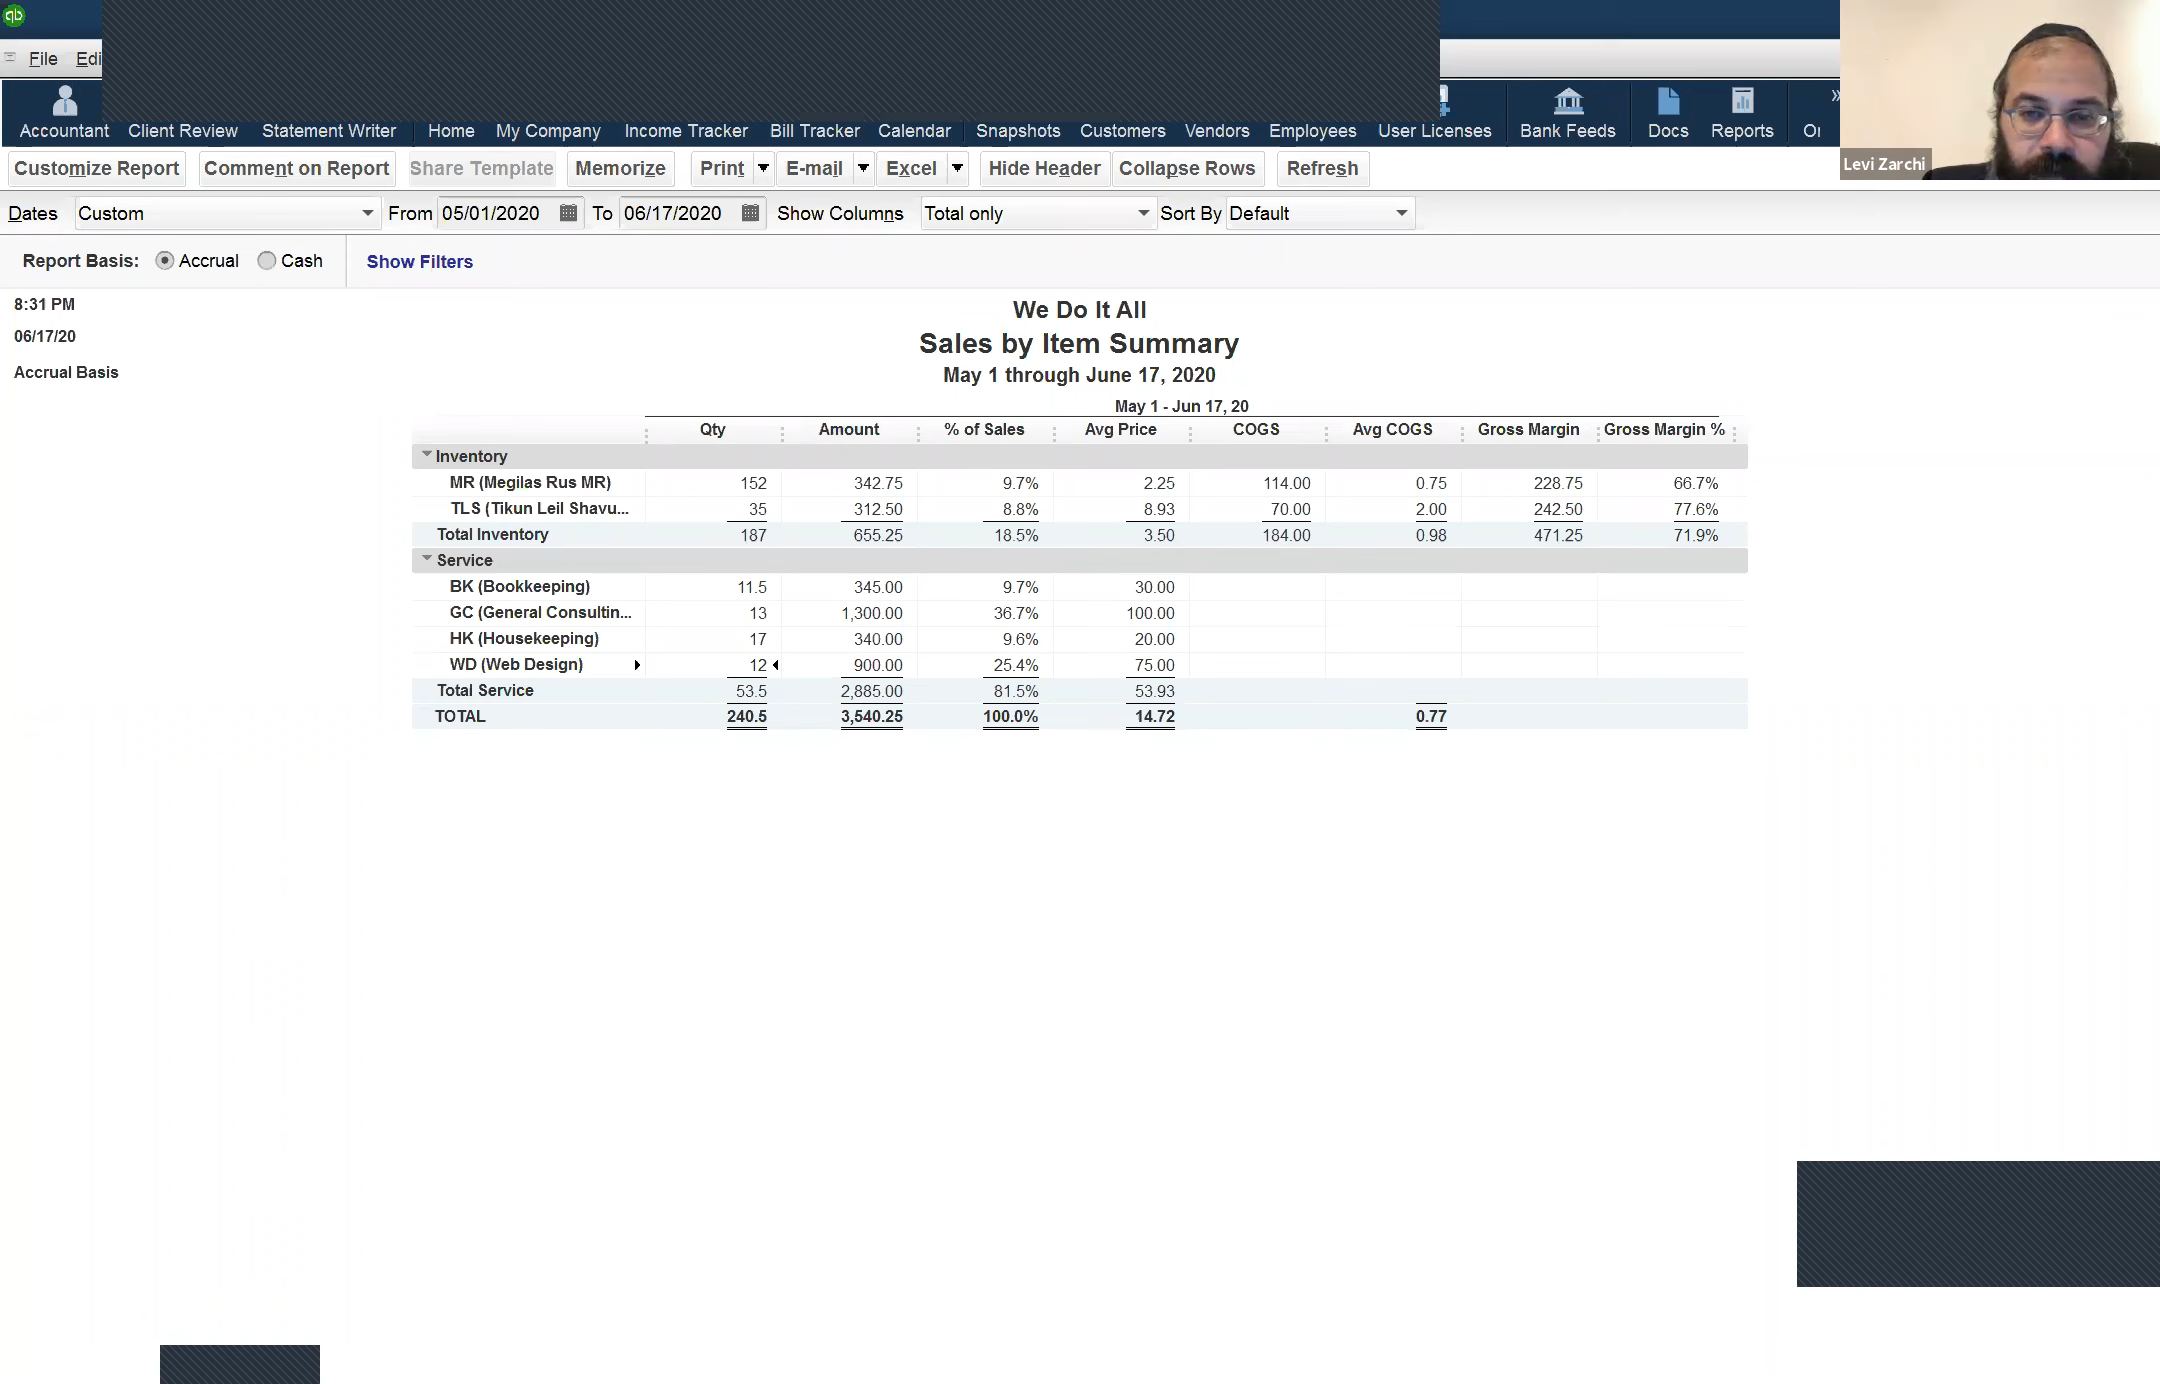 qb
File Edi
Accountant Client Review Statement Writer Home My Company Income Tracker Bill Tracker Calendar Snapshots Customers Vendors Employees User Licenses Bank Feeds Docs Reports »
Levi Zarchi
Customize Report Comment on Report Share Template Memorize Print E-mail Excel Hide Header Collapse Rows Refresh
Dates Custom From 05/01/2020 To 06/17/2020 Show Columns Total only Sort By Default
Report Basis: Accrual Cash Show Filters
8:31 PM
06/17/20
Accrual Basis
We Do It All
Sales by Item Summary
May 1 through June 17, 2020
May 1 - Jun 17, 20
Qty Amount % of Sales Avg Price COGS Avg COGS Gross Margin Gross Margin %
Inventory
MR (Megilas Rus MR) 152 342.75 9.7% 2.25 114.00 0.75 228.75 66.7%
TLS (Tikun Leil Shavu... 35 312.50 8.8% 8.93 70.00 2.00 242.50 77.6%
Total Inventory 187 655.25 18.5% 3.50 184.00 0.98 471.25 71.9%
Service
BK (Bookkeeping) 11.5 345.00 9.7% 30.00
GC (General Consultin... 13 1,300.00 36.7% 100.00
HK (Housekeeping) 17 340.00 9.6% 20.00
WD (Web Design) 12 900.00 25.4% 75.00
Total Service 53.5 2,885.00 81.5% 53.93
TOTAL 240.5 3,540.25 100.0% 14.72 0.77